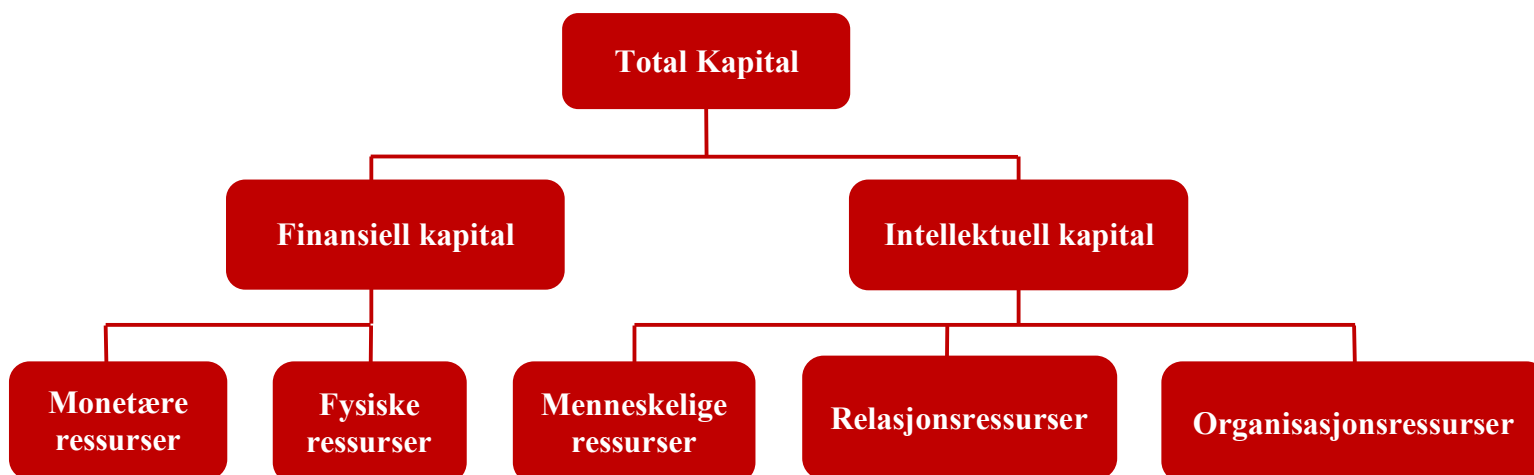 Total Kapital
Finansiell kapital
Intellektuell kapital
Monetære
ressurser
Fysiske
ressurser
Menneskelige
ressurser
Relasjonsressurser
Organisasjonsressurser